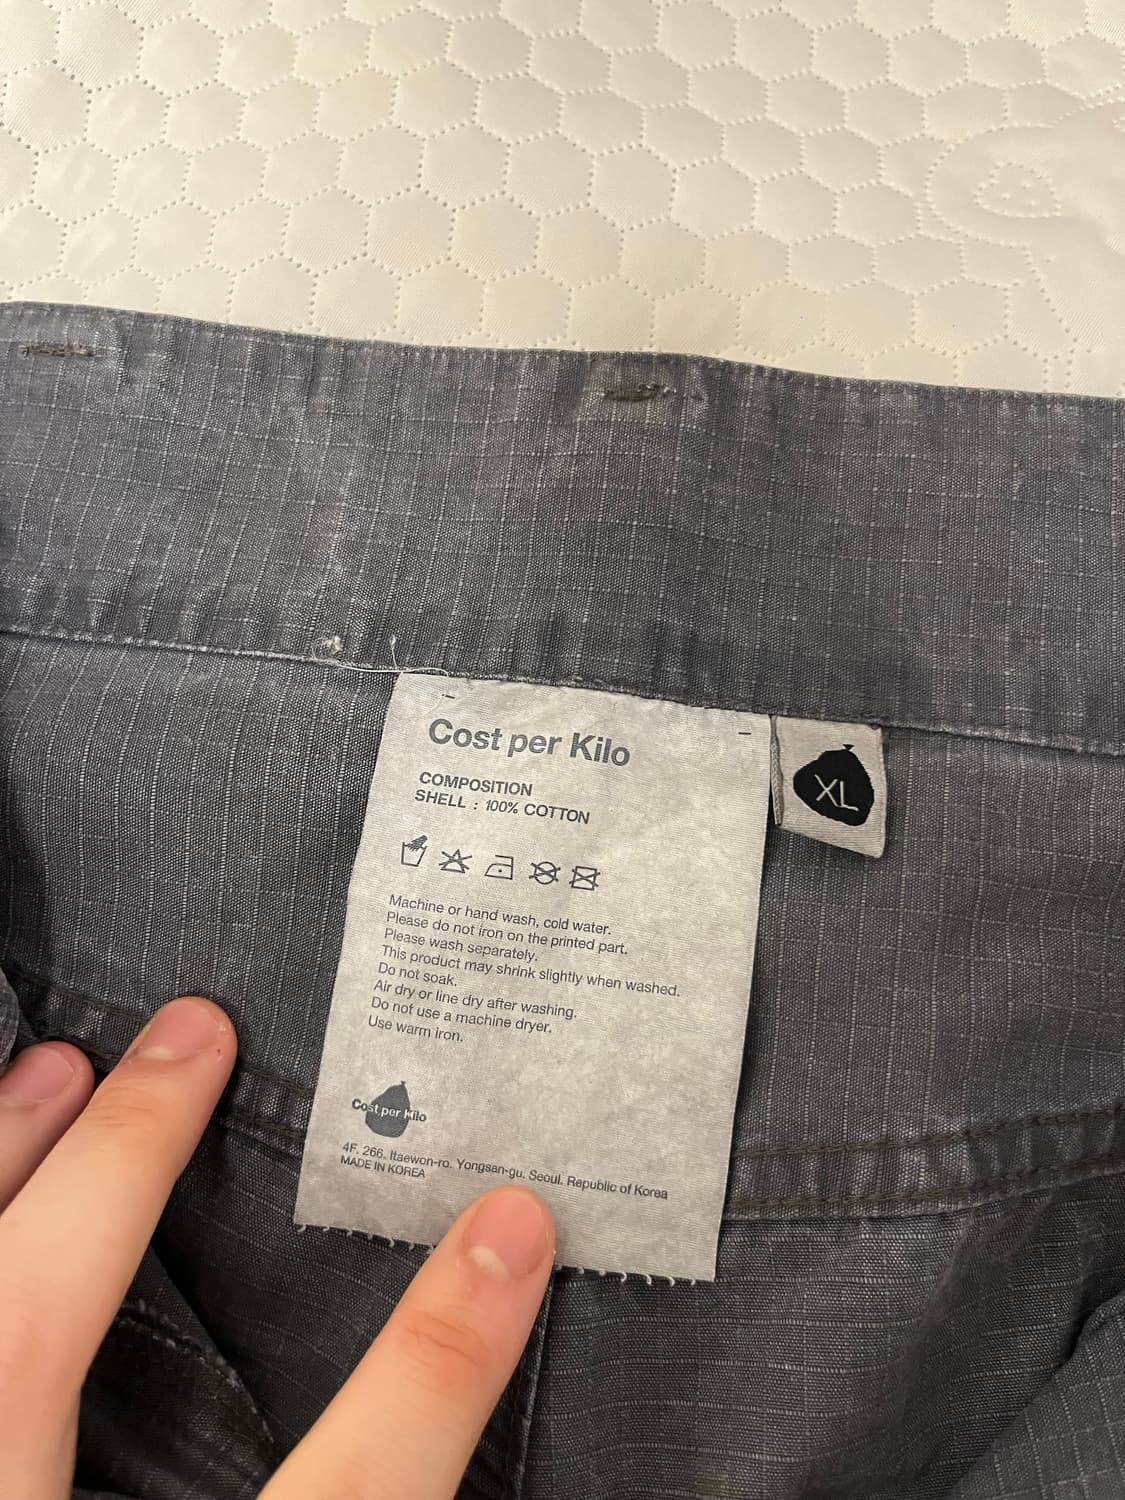 Cost per Kilo
COMPOSITION
SHELL : 100% COTTON
Machine or hand wash, cold water.
Please do not iron on the printed part.
Please wash separately.
This product may shrink slightly when washed.
Do not soak.
Air dry or line dry after washing.
Do not use a machine dryer.
Use warm iron.
Cost per Kilo
4F. 266. Itaewon-ro. Yongsan-gu. Seoul. Republic of Korea
MADE IN KOREA
XL